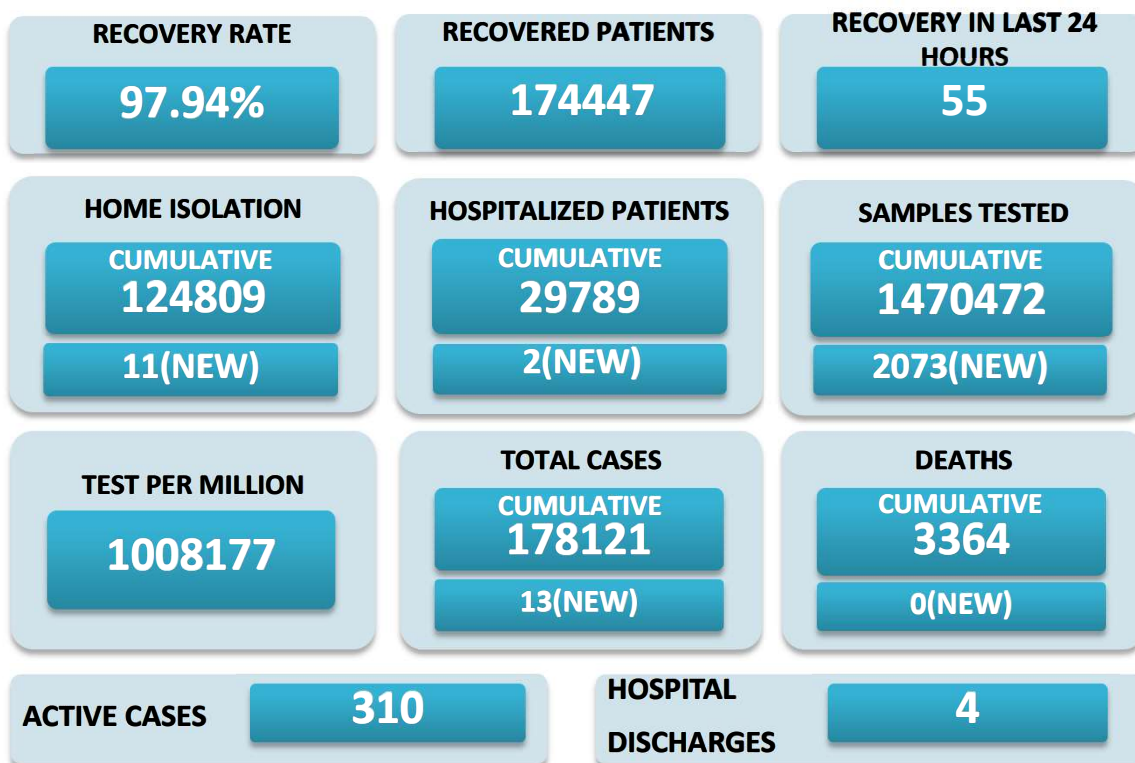 RECOVERY RATE
97.94%
RECOVERED PATIENTS
174447
RECOVERY IN LAST 24
HOURS
55
HOME ISOLATION
CUMULATIVE
124809
11(NEW)
HOSPITALIZED PATIENTS
CUMULATIVE
29789
2(NEW)
SAMPLES TESTED
CUMULATIVE
1470472
2073(NEW)
TEST PER MILLION
1008177
TOTAL CASES
CUMULATIVE
178121
13(NEW)
DEATHS
CUMULATIVE
3364
0(NEW)
ACTIVE CASES
310
HOSPITAL
DISCHARGES
4